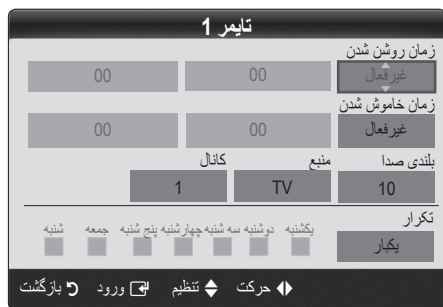 تایمر 1
زمان روشن شدن
غیرفعال 00 00
زمان خاموش شدن
غیرفعال 00 00
بلندی صدا منبع کانال
10 TV 1
تکرار
یکشنبه دوشنبه سه شنبه چهارشنبه پنج شنبه جمعه شنبه
یکبار
حرکت تنظیم ورود بازگشت